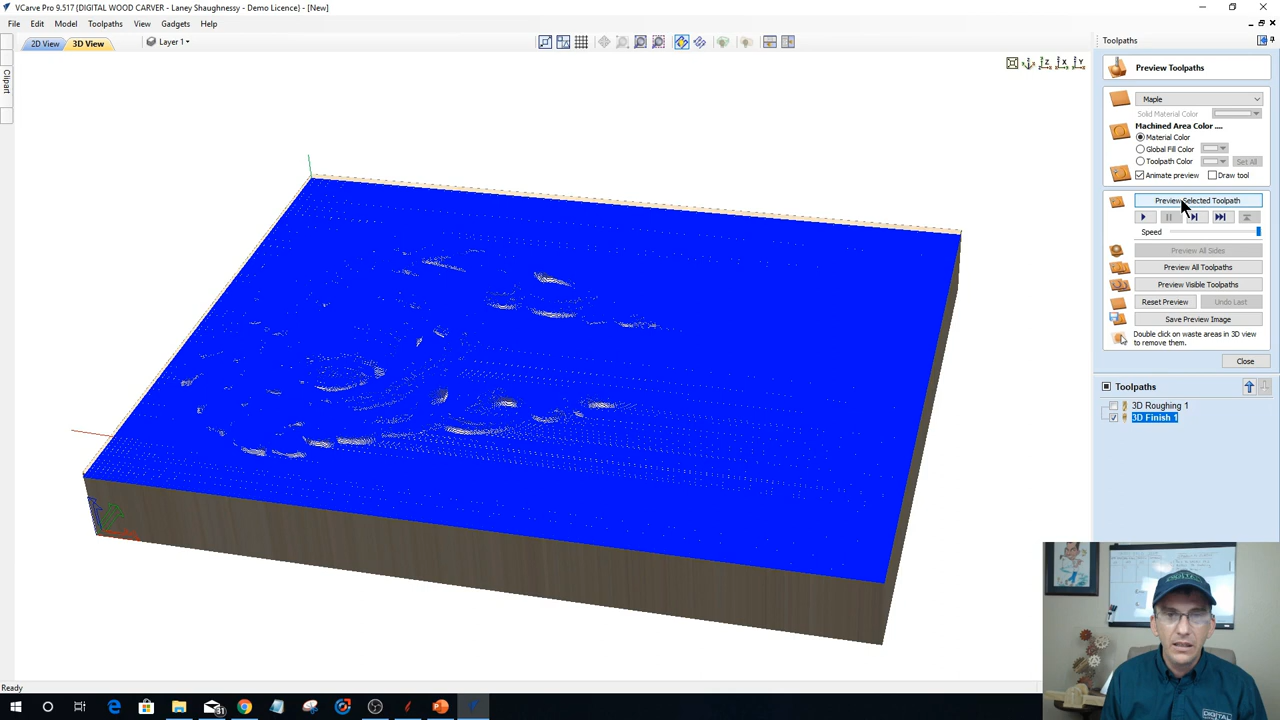 VCarve Pro 9.517 {DIGITAL WOOD CARVER - Laney Shaughnessy - Demo Licence} - [New]
File Edit Model Toolpaths View Gadgets Help
2D View 3D View Layer 1
Clipart
Z X Y
Toolpaths
Preview Toolpaths
Maple
Solid Material Color
Machined Area Color ....
Material Color
Global Fill Color
Toolpath Color Set All
Animate preview Draw tool
Preview Selected Toolpath
Speed
Preview All Sides
Preview All Toolpaths
Preview Visible Toolpaths
Reset Preview Undo Last
Save Preview Image
Double click on waste areas in 3D view
to remove them.
Close
Toolpaths
3D Roughing 1
3D Finish 1
Ready
31
DIGITAL